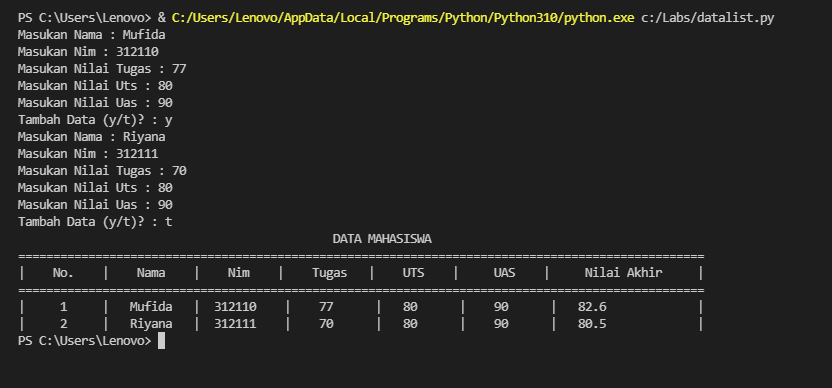 PS C:\Users\Lenovo> & C:/Users/Lenovo/AppData/Local/Programs/Python/Python310/python.exe c:/Labs/datalist.py
Masukan Nama : Mufida
Masukan Nim : 312110
Masukan Nilai Tugas : 77
Masukan Nilai Uts : 80
Masukan Nilai Uas : 90
Tambah Data (y/t)? : y
Masukan Nama : Riyana
Masukan Nim : 312111
Masukan Nilai Tugas : 70
Masukan Nilai Uts : 80
Masukan Nilai Uas : 90
Tambah Data (y/t)? : t
DATA MAHASISWA
==================================================================================================
| No. | Nama | Nim | Tugas | UTS | UAS | Nilai Akhir |
==================================================================================================
| 1 | Mufida | 312110 | 77 | 80 | 90 | 82.6 |
| 2 | Riyana | 312111 | 70 | 80 | 90 | 80.5 |
PS C:\Users\Lenovo>